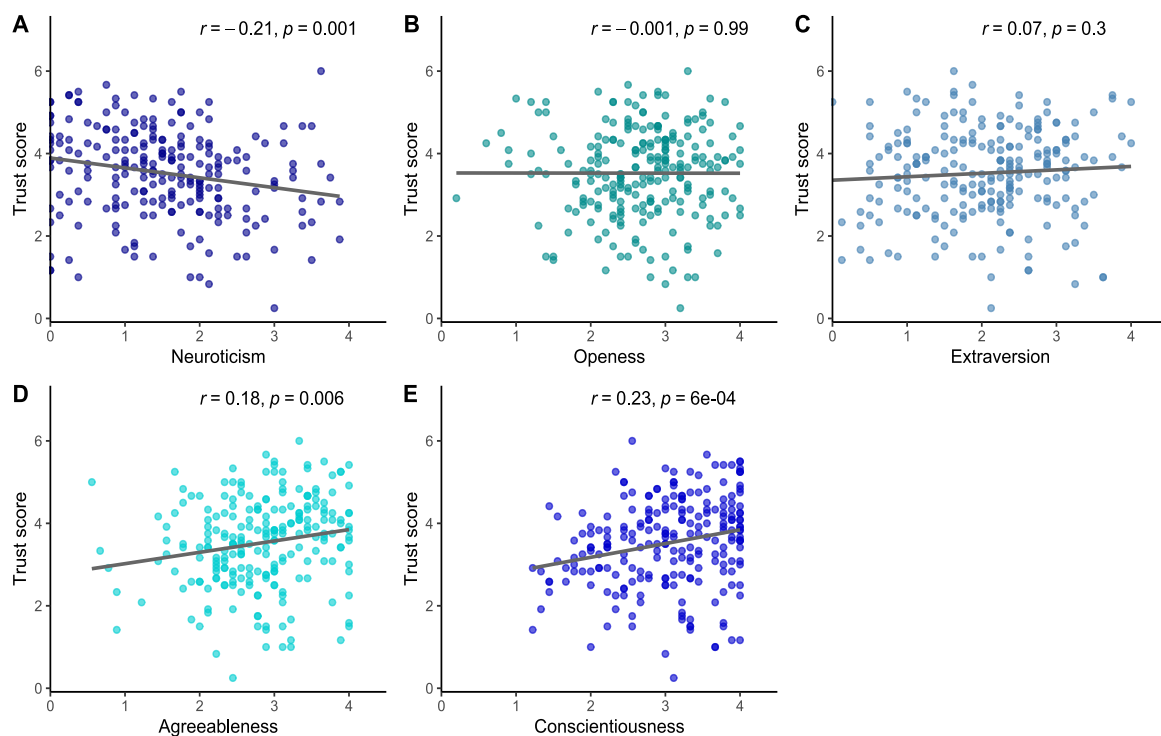 A
r = −0.21, p = 0.001
Trust score
6
4
2
0
0 1 2 3 4
Neuroticism
B
r = −0.001, p = 0.99
Trust score
6
4
2
0
0 1 2 3 4
Openess
C
r = 0.07, p = 0.3
Trust score
6
4
2
0
0 1 2 3 4
Extraversion
D
r = 0.18, p = 0.006
Trust score
6
4
2
0
0 1 2 3 4
Agreeableness
E
r = 0.23, p = 6e-04
Trust score
6
4
2
0
0 1 2 3 4
Conscientiousness